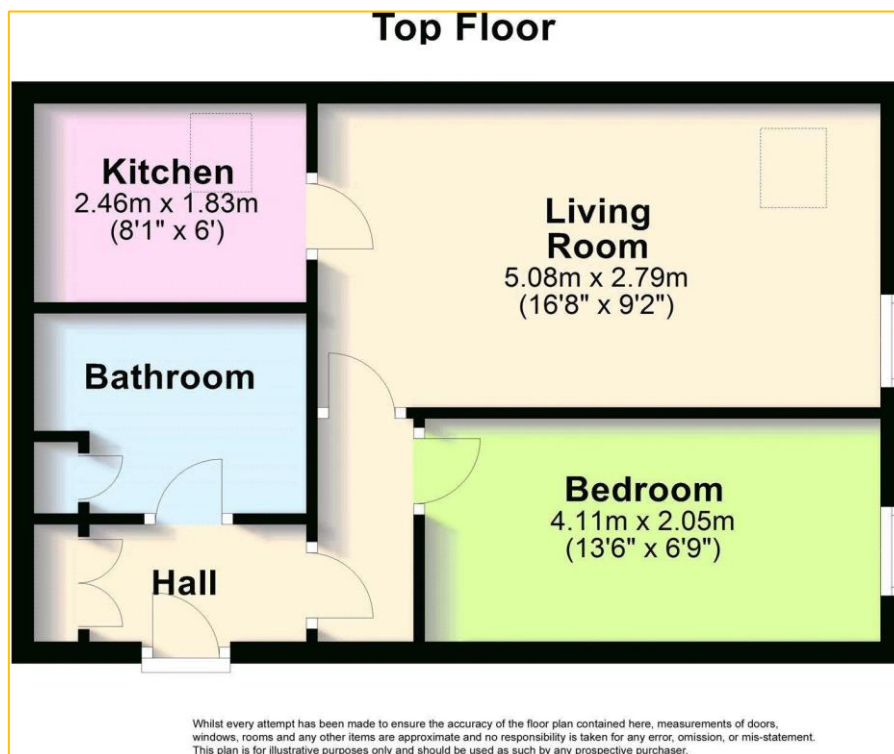 Top Floor
Kitchen
2.46m x 1.83m
(8'1" x 6')
Living
Room
5.08m x 2.79m
(16'8" x 9'2")
Bathroom
Bedroom
4.11m x 2.05m
(13'6" x 6'9")
Hall
Whilst every attempt has been made to ensure the accuracy of the floor plan contained here, measurements of doors,
windows, rooms and any other items are approximate and no responsibility is taken for any error, omission, or mis-statement.
This plan is for illustrative purposes only and should be used as such by any prospective purchaser.